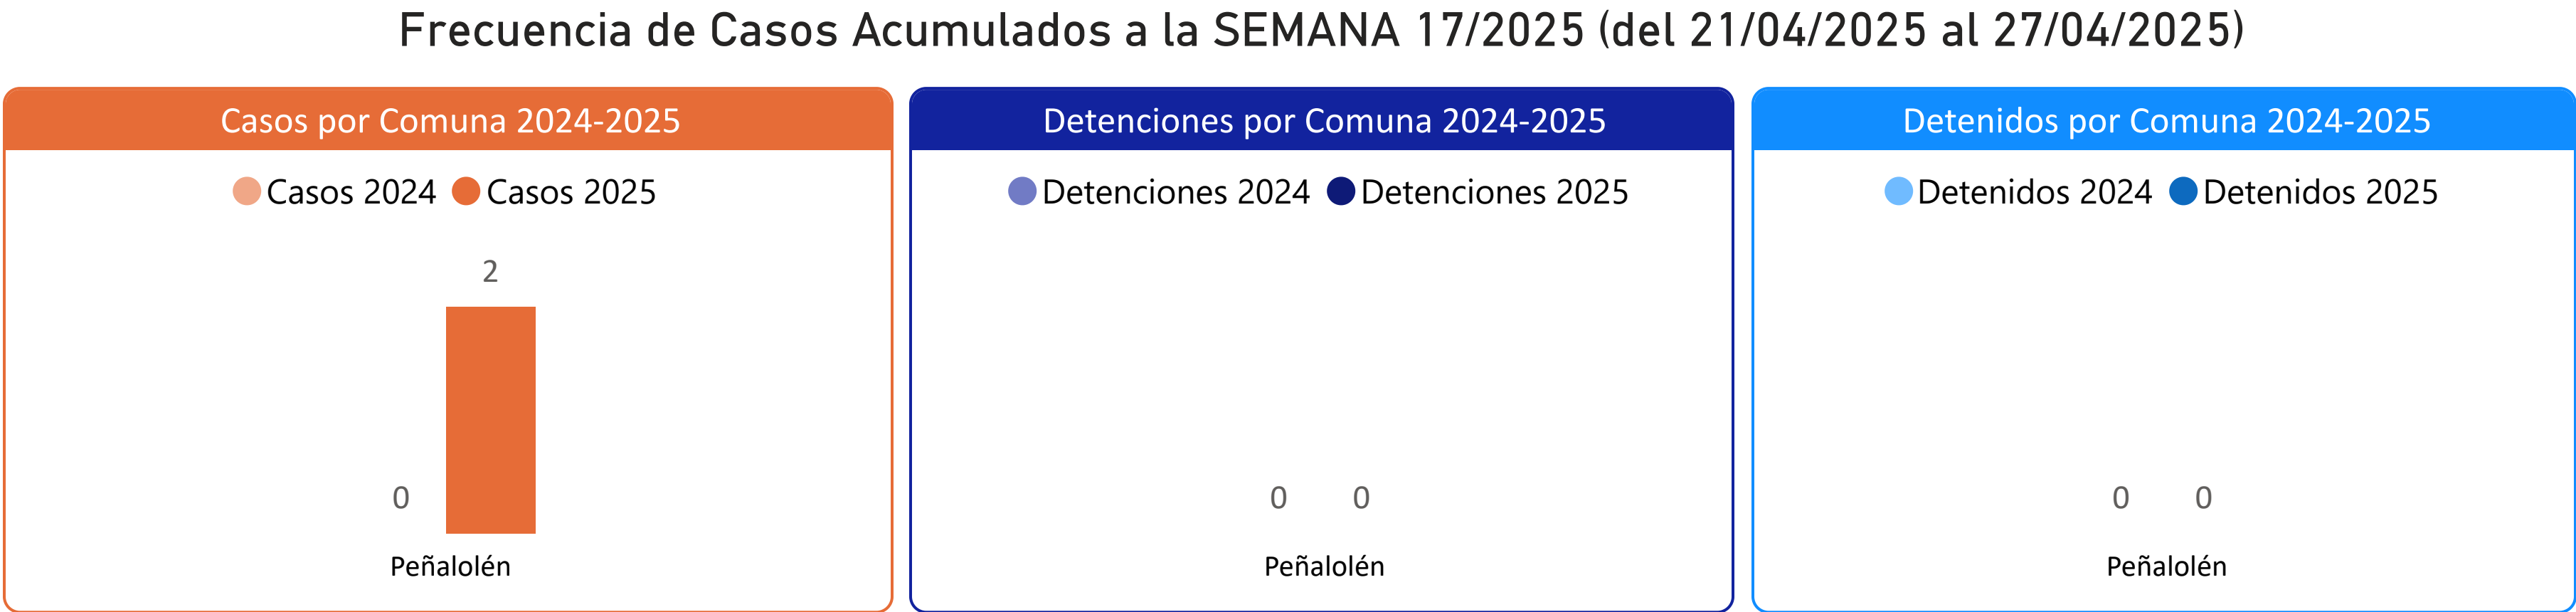 Frecuencia de Casos Acumulados a la SEMANA 17/2025 (del 21/04/2025 al 27/04/2025)
Casos por Comuna 2024-2025
Casos 2024 Casos 2025
2
0
Peñalolén
Detenciones por Comuna 2024-2025
Detenciones 2024 Detenciones 2025
0 0
Peñalolén
Detenidos por Comuna 2024-2025
Detenidos 2024 Detenidos 2025
0 0
Peñalolén